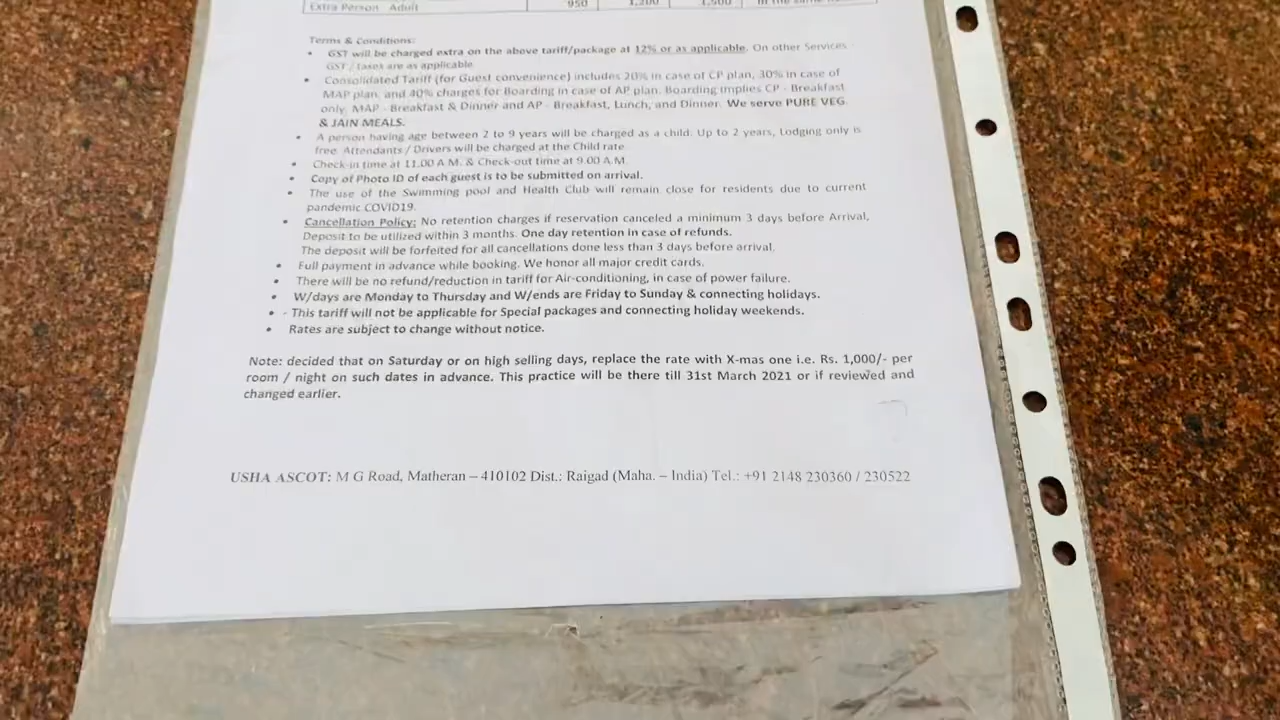 Extra Person Adult 950 1,200 1,500 in the same
Terms & Conditions:
• GST will be charged extra on the above tariff/package at 12% or as applicable. On other Services
GST / taxes are as applicable
• Consolidated Tariff (for Guest convenience) includes 20% in case of CP plan, 30% in case of
MAP plan, and 40% charges for Boarding in case of AP plan. Boarding implies CP - Breakfast
only, MAP - Breakfast & Dinner and AP - Breakfast, Lunch, and Dinner. We serve PURE VEG
& JAIN MEALS.
• A person having age between 2 to 9 years will be charged as a child. Up to 2 years, Lodging only is
free. Attendants / Drivers will be charged at the Child rate
• Check-in time at 11.00 A.M. & Check-out time at 9.00 A.M.
• Copy of Photo ID of each guest is to be submitted on arrival.
• The use of the Swimming pool and Health Club will remain close for residents due to current
pandemic COVID19.
• Cancellation Policy: No retention charges if reservation canceled a minimum 3 days before Arrival,
Deposit to be utilized within 3 months. One day retention in case of refunds.
The deposit will be forfeited for all cancellations done less than 3 days before arrival.
• Full payment in advance while booking. We honor all major credit cards.
• There will be no refund/reduction in tariff for Air-conditioning, in case of power failure.
• W/days are Monday to Thursday and W/ends are Friday to Sunday & connecting holidays.
• - This tariff will not be applicable for Special packages and connecting holiday weekends.
• Rates are subject to change without notice.
Note: decided that on Saturday or on high selling days, replace the rate with X-mas one i.e. Rs. 1,000/- per
room / night on such dates in advance. This practice will be there till 31st March 2021 or if reviewed and
changed earlier.
USHA ASCOT: M G Road, Matheran – 410102 Dist.: Raigad (Maha. – India) Tel.: +91 2148 230360 / 230522